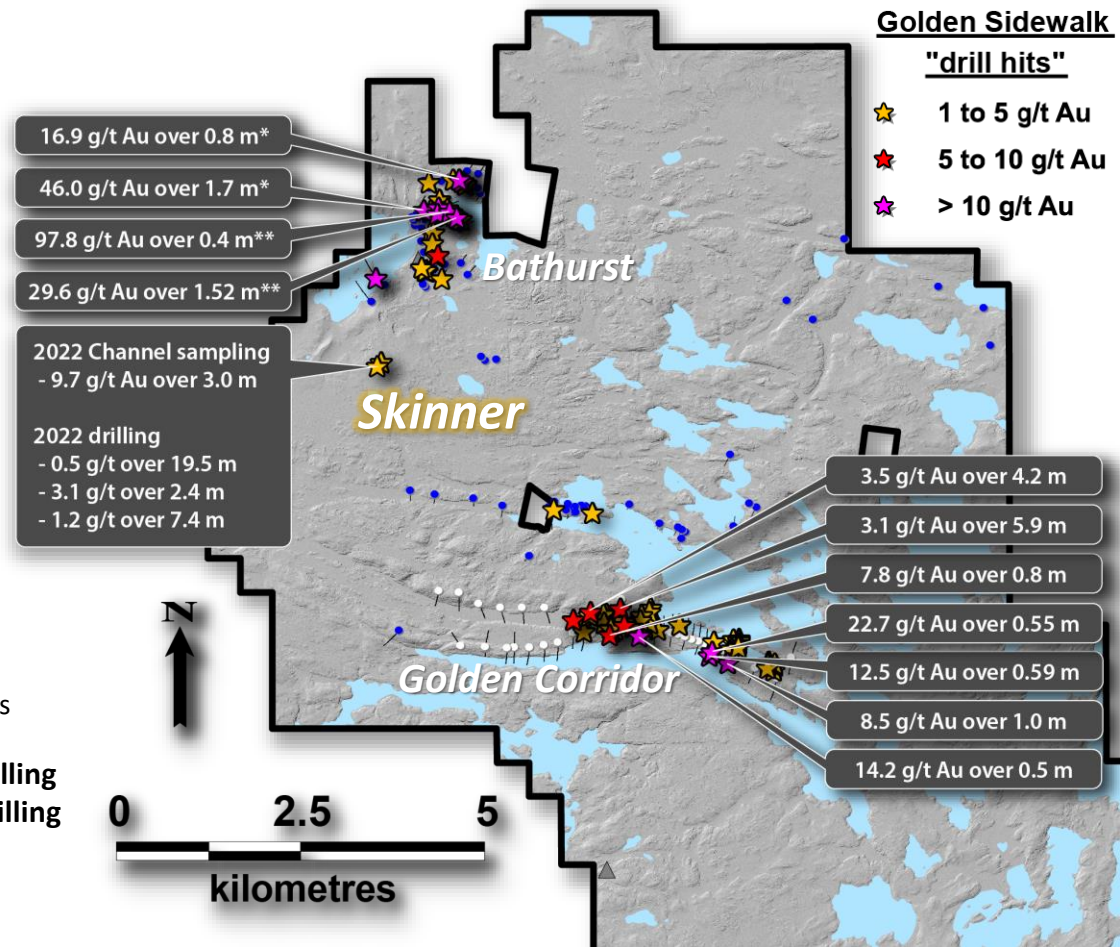 Golden Sidewalk
"drill hits"
1 to 5 g/t Au
5 to 10 g/t Au
> 10 g/t Au
16.9 g/t Au over 0.8 m*
46.0 g/t Au over 1.7 m*
97.8 g/t Au over 0.4 m**
29.6 g/t Au over 1.52 m**
Bathurst
2022 Channel sampling
- 9.7 g/t Au over 3.0 m
2022 drilling
- 0.5 g/t over 19.5 m
- 3.1 g/t over 2.4 m
- 1.2 g/t over 7.4 m
Skinner
3.5 g/t Au over 4.2 m
3.1 g/t Au over 5.9 m
7.8 g/t Au over 0.8 m
22.7 g/t Au over 0.55 m
12.5 g/t Au over 0.59 m
8.5 g/t Au over 1.0 m
14.2 g/t Au over 0.5 m
Golden Corridor
N
s
lling
illing
0 2.5 5
kilometres